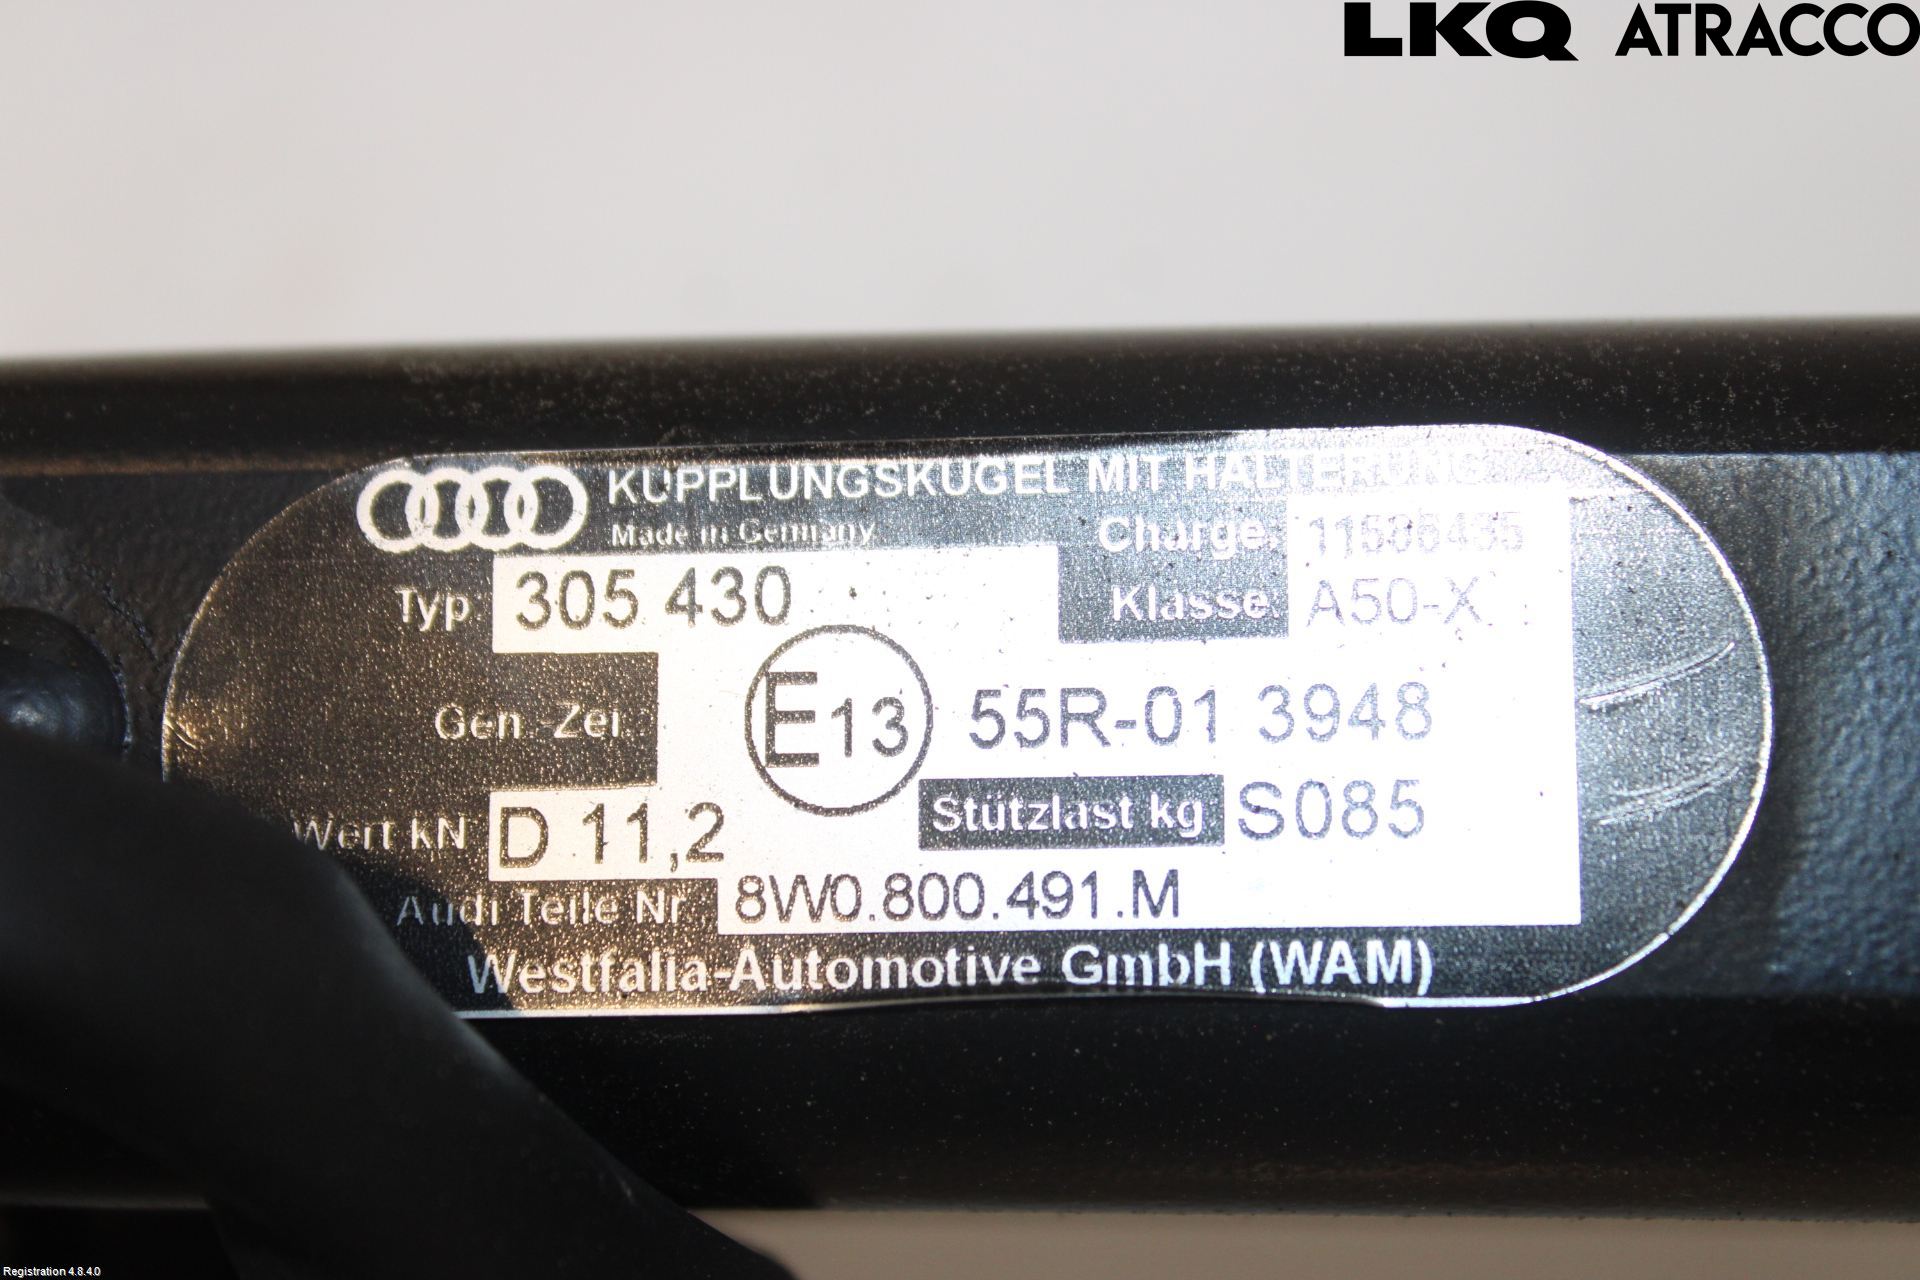 LKQ ATRACCO
KUPPLUNGSKUGEL MIT HALTERUNG
Made in Germany
Charge:
Typ 305 430
Klasse A50-X
Gen.-Zei E13 55R-01 3948
Wert kN D 11,2 Stützlast kg S085
Audi Teile Nr. 8W0.800.491.M
Westfalia-Automotive GmbH (WAM)
Registration 4.8.4.0